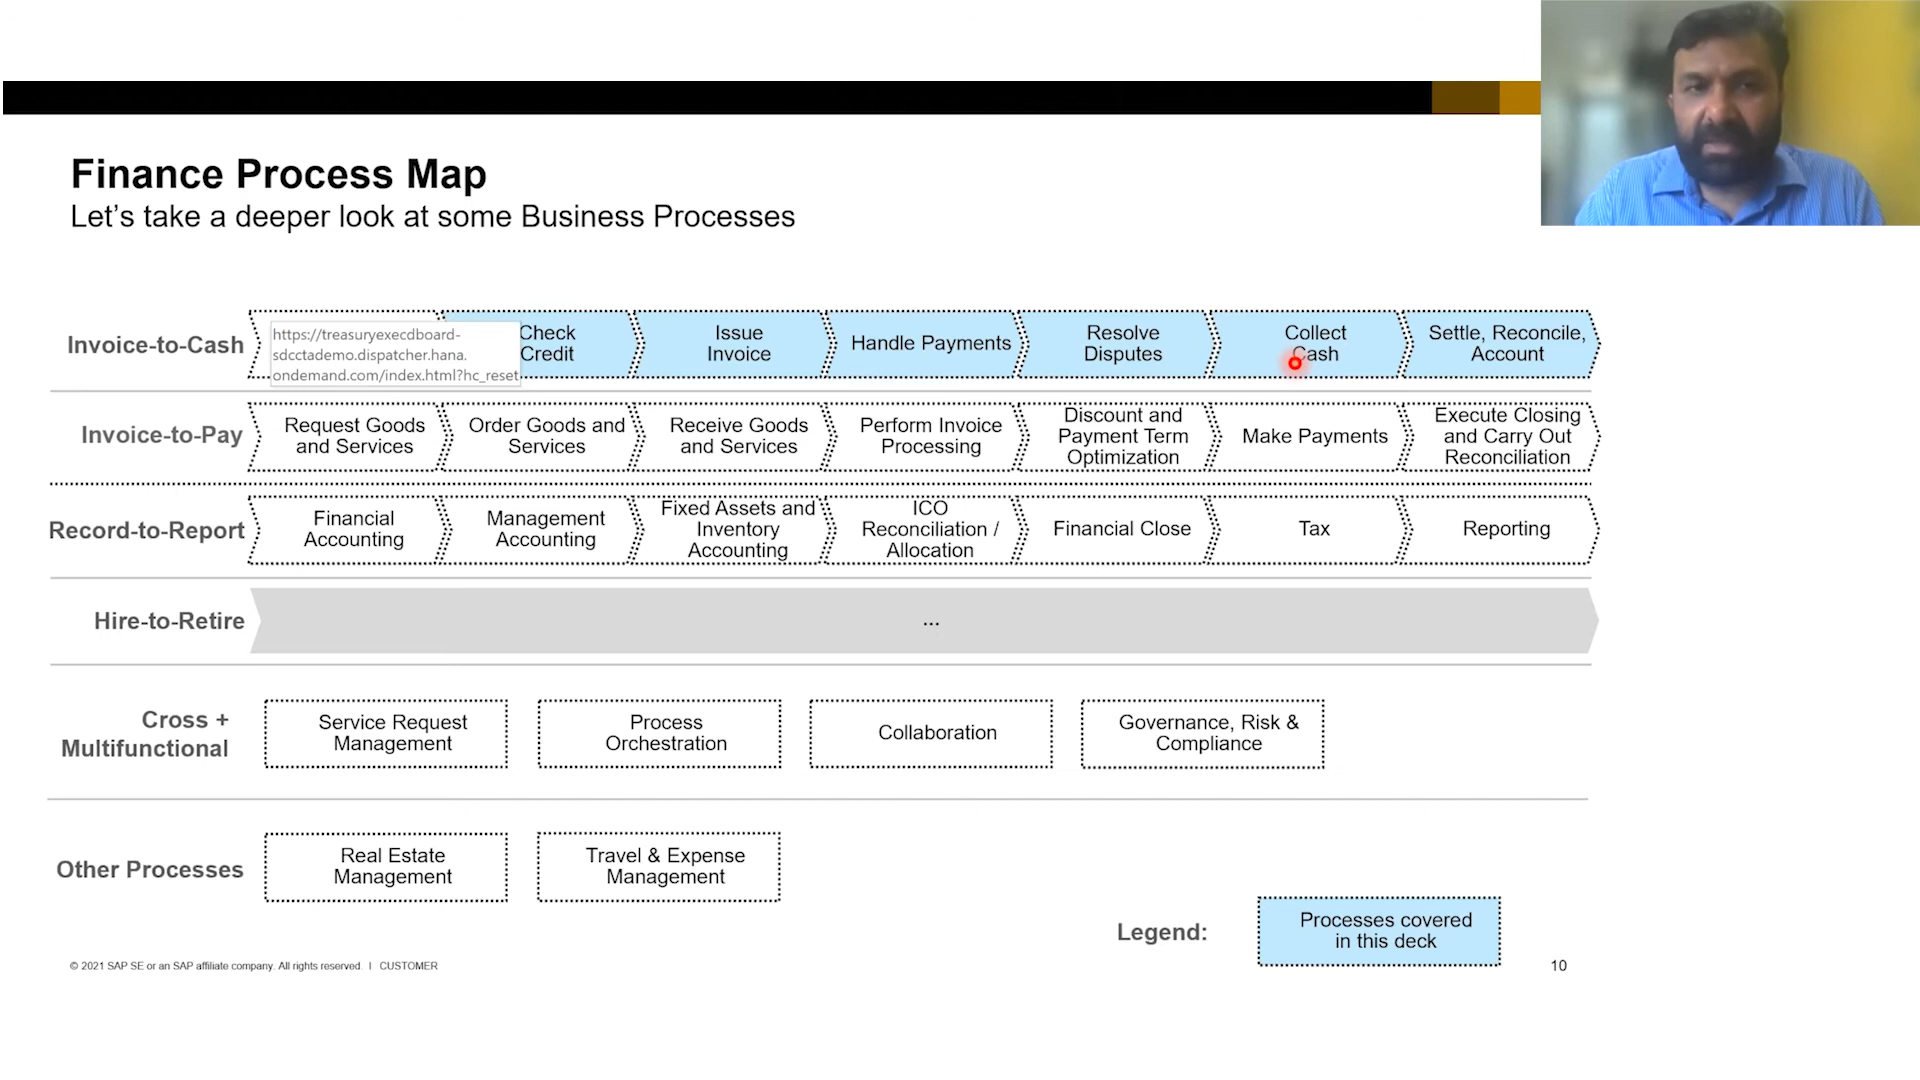 Finance Process Map
Let's take a deeper look at some Business Processes
Invoice-to-Cash
https://treasuryexecdboard-
sdcctademo.dispatcher.hana.
ondemand.com/index.html?hc_reset
Check
Credit
Issue
Invoice
Handle Payments
Resolve
Disputes
Collect
Cash
Settle, Reconcile,
Account
Invoice-to-Pay
Request Goods
and Services
Order Goods and
Services
Receive Goods
and Services
Perform Invoice
Processing
Discount and
Payment Term
Optimization
Make Payments
Execute Closing
and Carry Out
Reconciliation
Record-to-Report
Financial
Accounting
Management
Accounting
Fixed Assets and
Inventory
Accounting
ICO
Reconciliation /
Allocation
Financial Close
Tax
Reporting
Hire-to-Retire
...
Cross +
Multifunctional
Service Request
Management
Process
Orchestration
Collaboration
Governance, Risk &
Compliance
Other Processes
Real Estate
Management
Travel & Expense
Management
Legend:
Processes covered
in this deck
© 2021 SAP SE or an SAP affiliate company. All rights reserved. I CUSTOMER
10